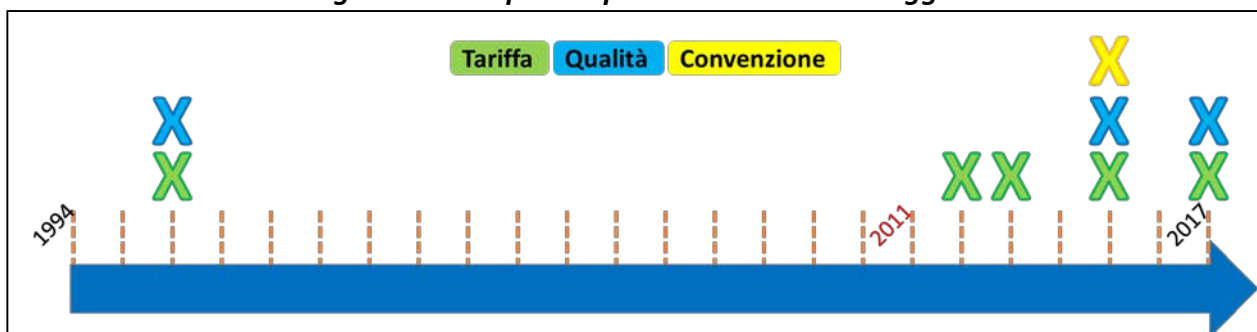 Tariffa Qualità Convenzione
X
X X X
X X X X X
1994 2011 2017